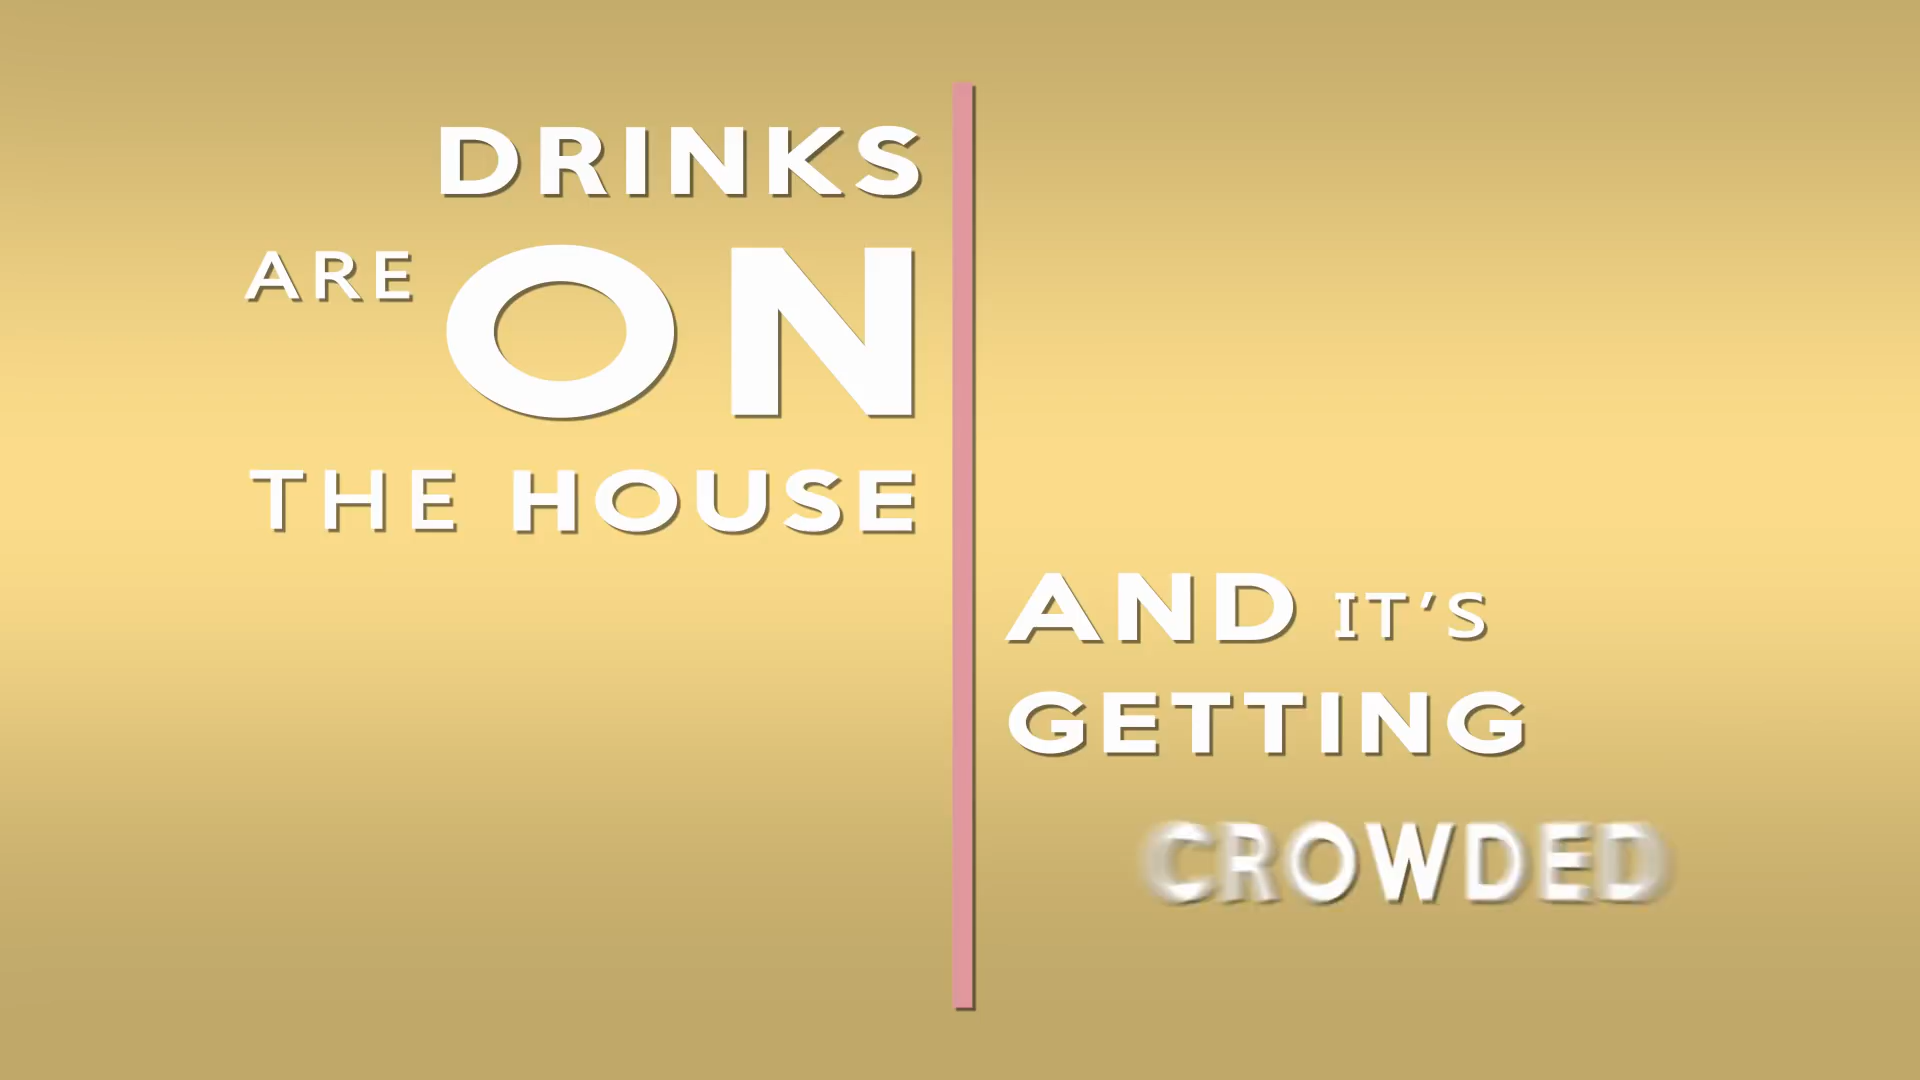 DRINKS
ARE ON
THE HOUSE
AND IT'S
GETTING
CROWDED